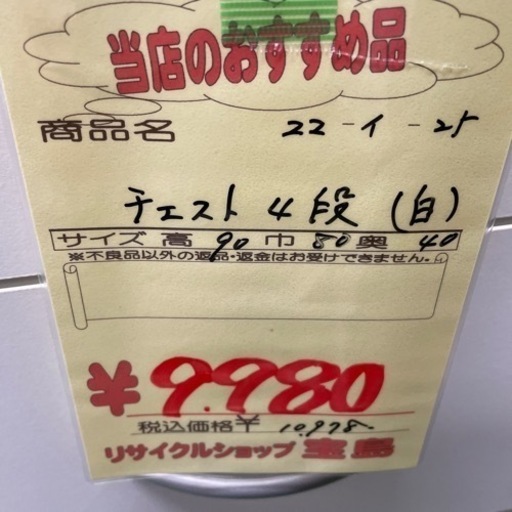 当店のおすすめ品
商品名 22-イ-25
チェスト4段(白)
サイズ 高 90 巾 80 奥 40
※不良品以外の返品・返金はお受けできません。
¥9.980
税込価格¥ 10.978-
リサイクルショップ 宝島